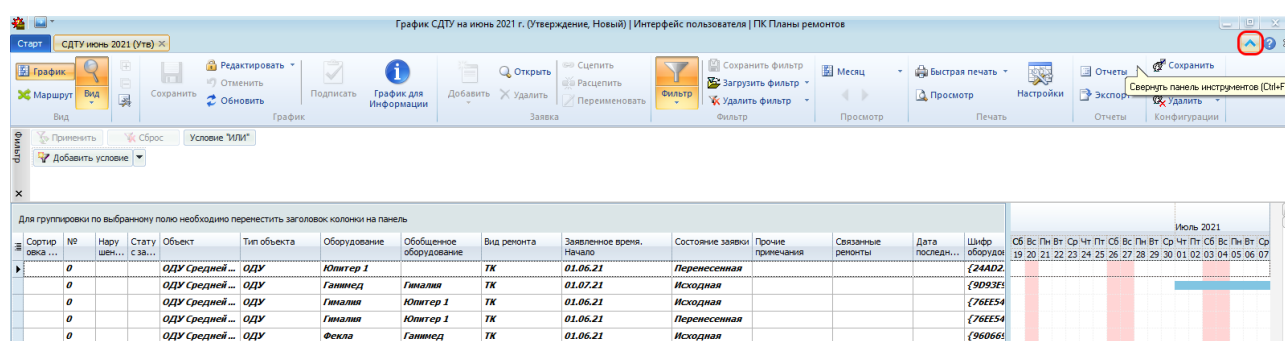 График СДТУ на июнь 2021 г. (Утверждение, Новый) | Интерфейс пользователя | ПК Планы ремонтов
Старт СДТУ июнь 2021 (Утв)
График
Маршрут
Вид
Вид
Сохранить
Редактировать
Отменить
Обновить
Подписать
График для Информации
График
Добавить
Открыть
Удалить
Сцепить
Расцепить
Переименовать
Заявка
Фильтр
Сохранить фильтр
Загрузить фильтр
Удалить фильтр
Фильтр
Месяц
Просмотр
Быстрая печать
Просмотр
Настройки
Печать
Отчеты
Экспорт
Отчеты
Сохранить
Свернуть панель инструментов (Ctrl+F
Удалить
Конфигурации
Фильтр
Применить Сброс Условие "ИЛИ"
Добавить условие
Для группировки по выбранному полю необходимо переместить заголовок колонки на панель
Июль 2021
Сортир № Нару Стату Объект Тип объекта Оборудование Обобщенное Вид ремонта Заявленное время. Состояние заявки Прочие Связанные Дата Шифр Сб Вс Пн Вт Ср Чт Пт Сб Вс Пн Вт Ср Чт Пт Сб Вс Пн Вт Ср
овка ... шен... с за... оборудование Начало примечания ремонты последн... оборудов 19 20 21 22 23 24 25 26 27 28 29 30 01 02 03 04 05 06 07
0 ОДУ Средней ... ОДУ Юпитер 1 ТК 01.06.21 Перенесенная {24AD2.
0 ОДУ Средней ... ОДУ Ганимед Гималия ТК 01.07.21 Исходная {9D93E9
0 ОДУ Средней ... ОДУ Гималия Юпитер 1 ТК 01.06.21 Исходная {76EE54
0 ОДУ Средней ... ОДУ Гималия Юпитер 1 ТК 01.06.21 Перенесенная {76EE54
0 ОДУ Средней ... ОДУ Фекла Ганимед ТК 01.06.21 Исходная {960669